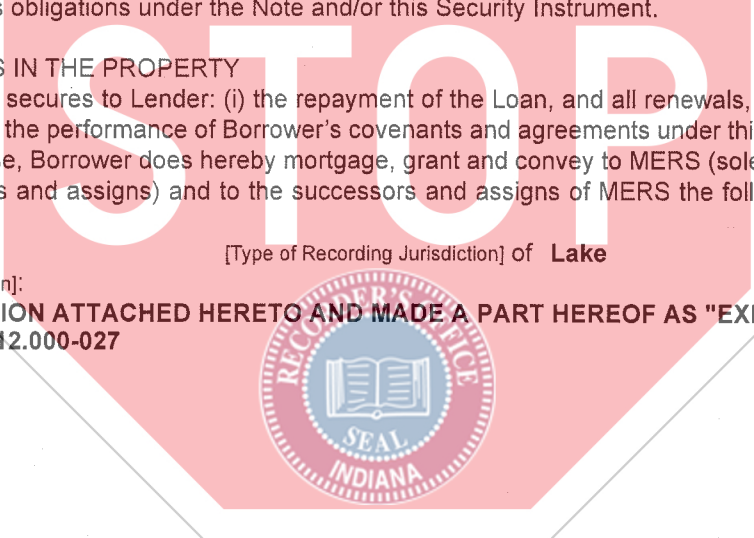 s obligations under the Note and/or this Security Instrument.
S IN THE PROPERTY
secures to Lender: (i) the repayment of the Loan, and all renewals,
the performance of Borrower's covenants and agreements under thi
se, Borrower does hereby mortgage, grant and convey to MERS (sole
s and assigns) and to the successors and assigns of MERS the foll
STOP
[Type of Recording Jurisdiction] of Lake
n]:
ION ATTACHED HERETO AND MADE A PART HEREOF AS "EXH
12.000-027
RECORDER'S OFFICE
SEAL
INDIANA